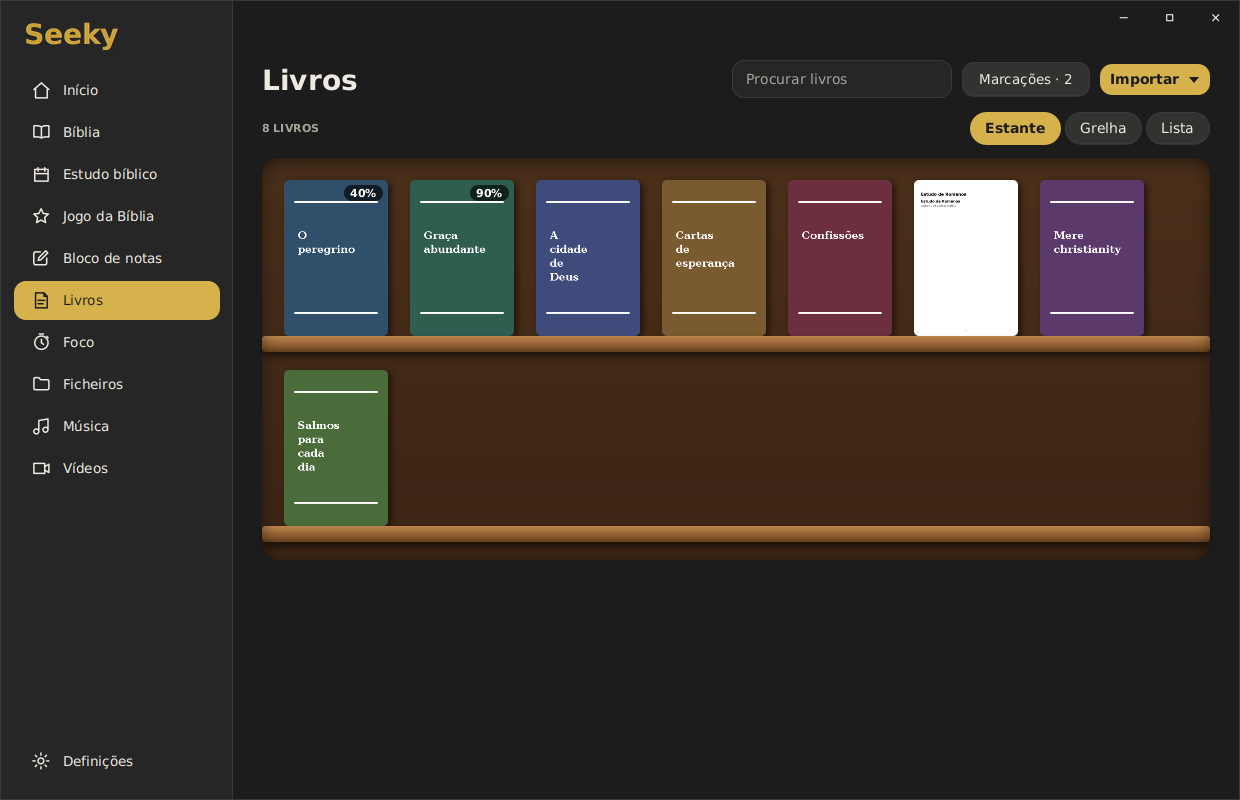 Seeky
Início
Bíblia
Estudo bíblico
Jogo da Bíblia
Bloco de notas
Livros
Foco
Ficheiros
Música
Vídeos
Definições
Livros
Procurar livros
Marcações · 2
Importar
8 LIVROS
Estante
Grelha
Lista
40%
O
peregrino
90%
Graça
abundante
A
cidade
de
Deus
Cartas
de
esperança
Confissões
Estudo de Romanos
Estudo de Romanos
Mere
christianity
Salmos
para
cada
dia